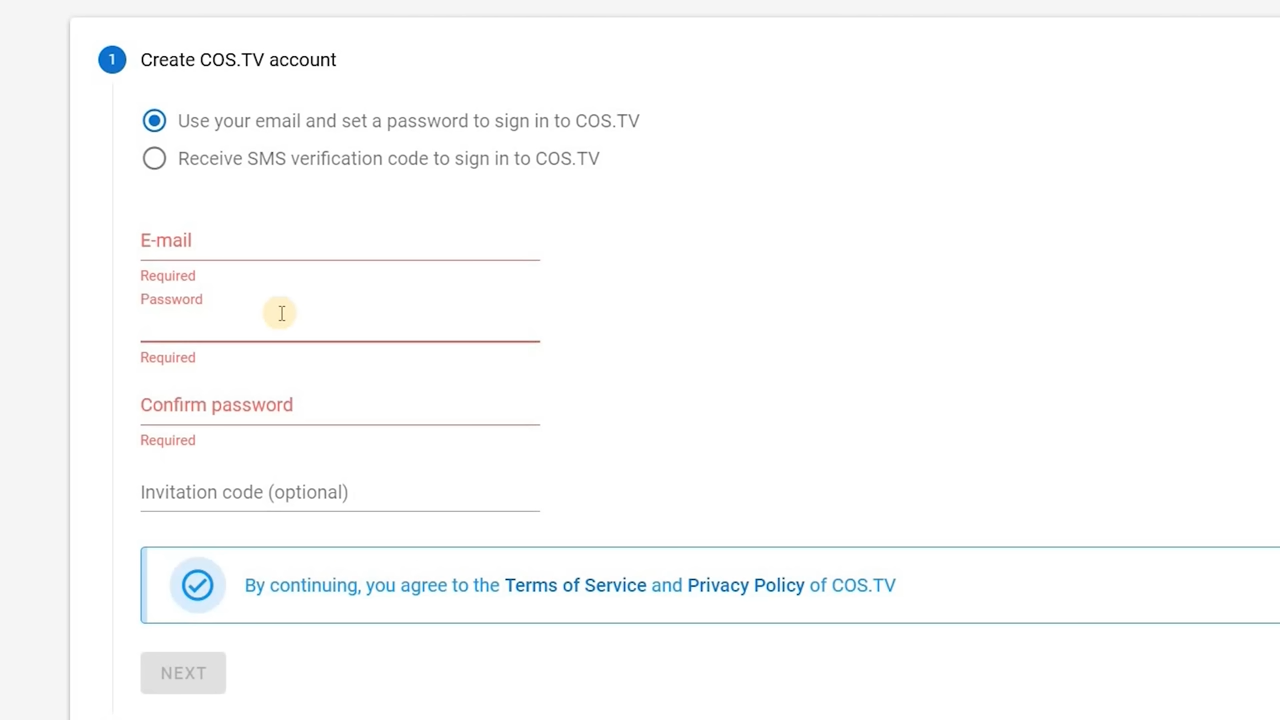 1
Create COS.TV account
Use your email and set a password to sign in to COS.TV
Receive SMS verification code to sign in to COS.TV
E-mail
Required
Password
Required
Confirm password
Required
Invitation code (optional)
By continuing, you agree to the Terms of Service and Privacy Policy of COS.TV
NEXT